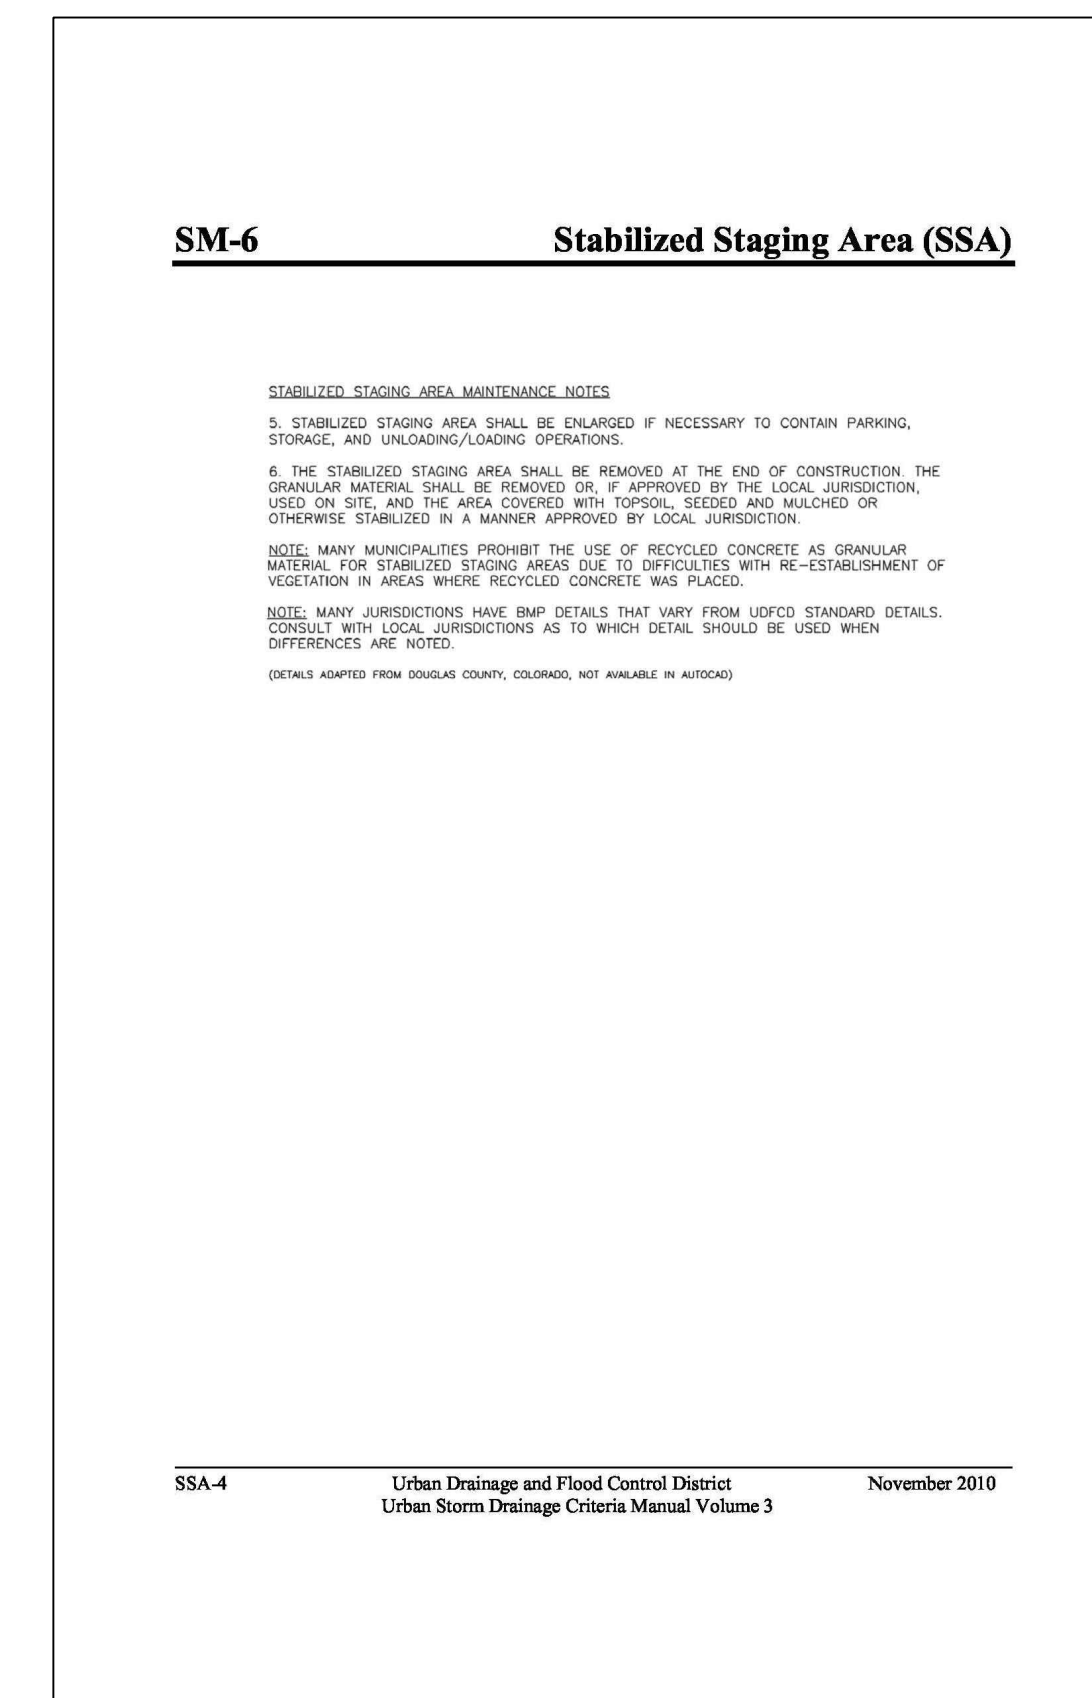 SM-6 Stabilized Staging Area (SSA)
STABILIZED STAGING AREA MAINTENANCE NOTES
5. STABILIZED STAGING AREA SHALL BE ENLARGED IF NECESSARY TO CONTAIN PARKING,
STORAGE, AND UNLOADING/LOADING OPERATIONS.
6. THE STABILIZED STAGING AREA SHALL BE REMOVED AT THE END OF CONSTRUCTION. THE
GRANULAR MATERIAL SHALL BE REMOVED OR, IF APPROVED BY THE LOCAL JURISDICTION,
USED ON SITE, AND THE AREA COVERED WITH TOPSOIL, SEEDED AND MULCHED OR
OTHERWISE STABILIZED IN A MANNER APPROVED BY LOCAL JURISDICTION.
NOTE: MANY MUNICIPALITIES PROHIBIT THE USE OF RECYCLED CONCRETE AS GRANULAR
MATERIAL FOR STABILIZED STAGING AREAS DUE TO DIFFICULTIES WITH RE-ESTABLISHMENT OF
VEGETATION IN AREAS WHERE RECYCLED CONCRETE WAS PLACED.
NOTE: MANY JURISDICTIONS HAVE BMP DETAILS THAT VARY FROM UDFCD STANDARD DETAILS.
CONSULT WITH LOCAL JURISDICTIONS AS TO WHICH DETAIL SHOULD BE USED WHEN
DIFFERENCES ARE NOTED.
(DETAILS ADAPTED FROM DOUGLAS COUNTY, COLORADO, NOT AVAILABLE IN AUTOCAD)
SSA-4 Urban Drainage and Flood Control District November 2010
Urban Storm Drainage Criteria Manual Volume 3